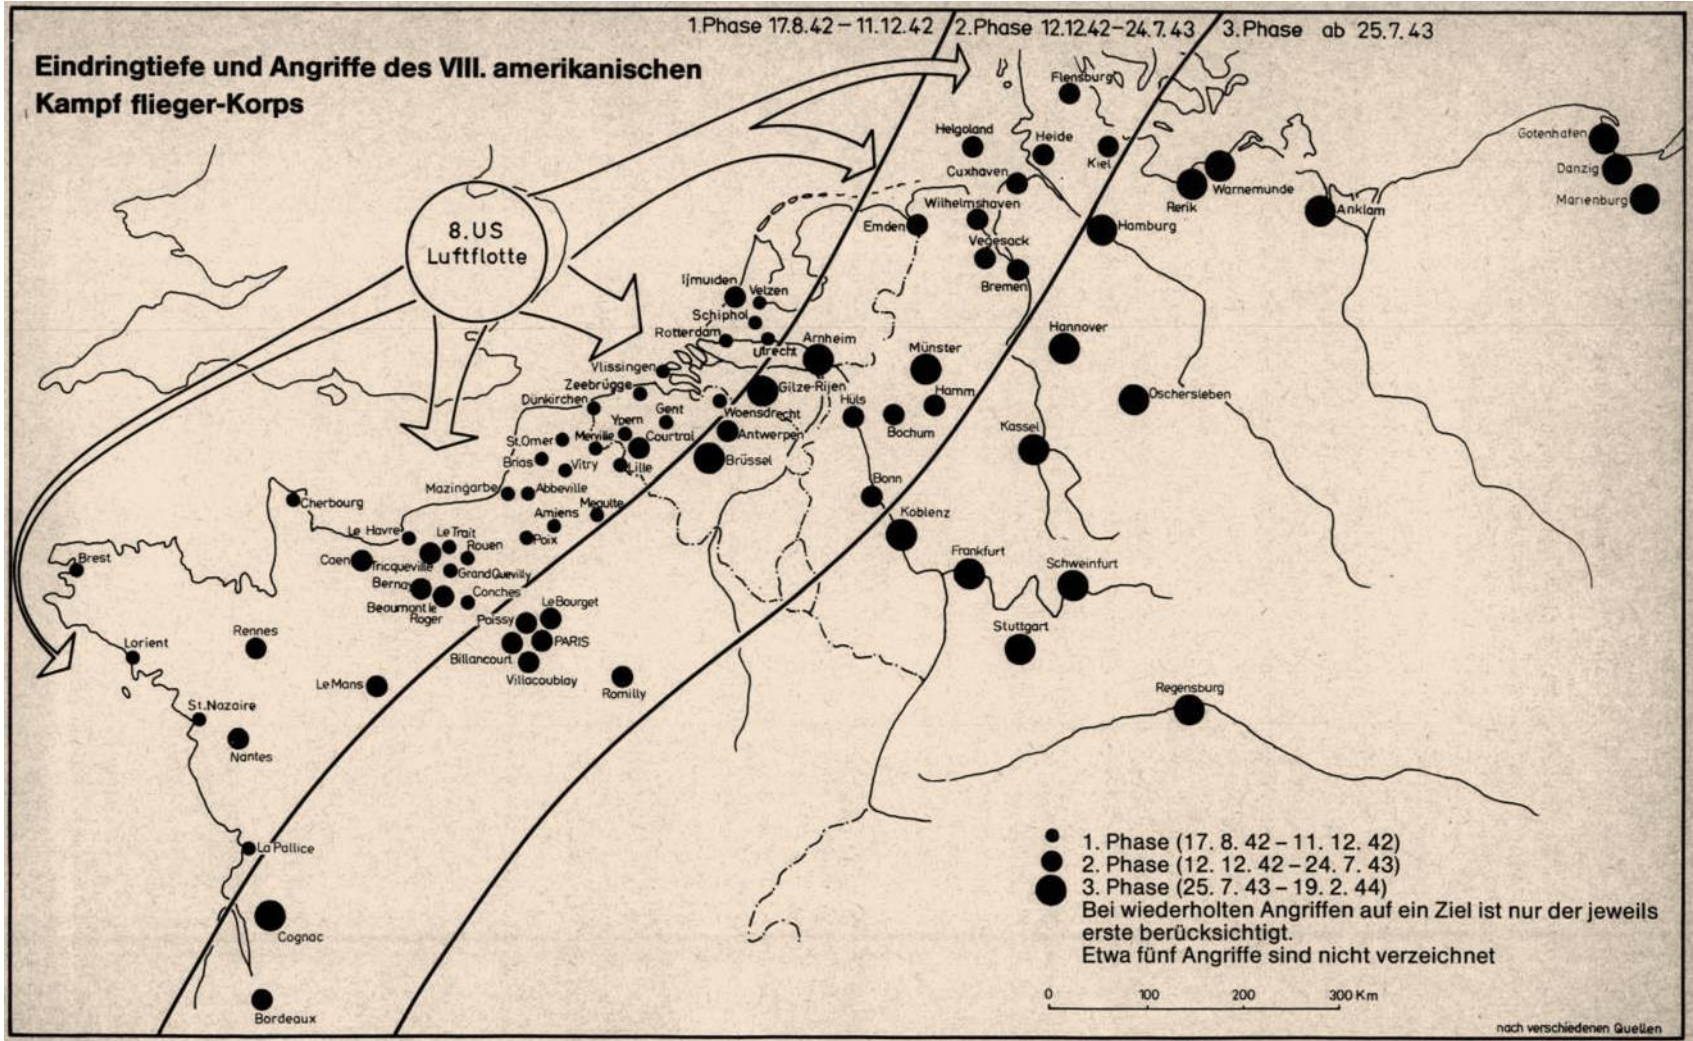 1.Phase 17.8.42 – 11.12.42
2.Phase 12.12.42–24.7.43
3.Phase ab 25.7.43
Eindringtiefe und Angriffe des VIII. amerikanischen
Kampf flieger-Korps
8.US
Luftflotte
Flensburg
Helgoland
Heide
Kiel
Cuxhaven
Wilhelmshaven
Emden
Vegesack
Bremen
Hamburg
Rerik
Warnemunde
Anklam
Gotenhafen
Danzig
Marienburg
Ijmuiden
Velzen
Schiphol
Rotterdam
Utrecht
Arnheim
Vlissingen
Zeebrügge
Gilze-Rijen
Dünkirchen
Woensdrecht
Gent
Ypern
Antwerpen
St.Omer
Merville
Courtrai
Brias
Vitry
Lille
Brüssel
Mazingarbe
Abbeville
Meaulte
Amiens
Poix
Münster
Hamm
Hüls
Bochum
Bonn
Koblenz
Hannover
Oschersleben
Kassel
Frankfurt
Schweinfurt
Stuttgart
Regensburg
Cherbourg
Le Havre
Le Trait
Rouen
Caen
Tricqueville
Grand Quevilly
Bernay
Conches
Beaumont le
Roger
Le Bourget
Poissy
PARIS
Billancourt
Villacoublay
Romilly
Brest
Lorient
Rennes
Le Mans
St.Nazaire
Nantes
La Pallice
Cognac
Bordeaux
1. Phase (17. 8. 42 – 11. 12. 42)
2. Phase (12. 12. 42 – 24. 7. 43)
3. Phase (25. 7. 43 – 19. 2. 44)
Bei wiederholten Angriffen auf ein Ziel ist nur der jeweils
erste berücksichtigt.
Etwa fünf Angriffe sind nicht verzeichnet
0 100 200 300 Km
nach verschiedenen Quellen